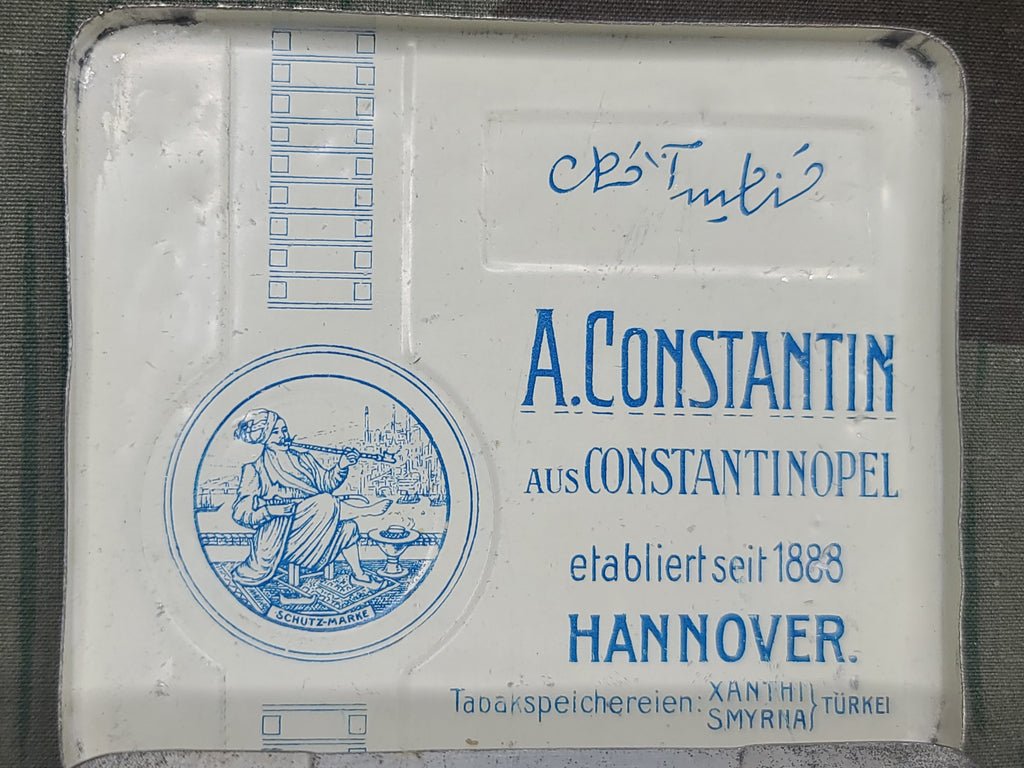 A. CONSTANTIN
AUS CONSTANTINOPEL
etabliert seit 1888
HANNOVER.
Tabakspeichereien: XANTHI
SMYRNA } TÜRKEI
SCHUTZ-MARKE